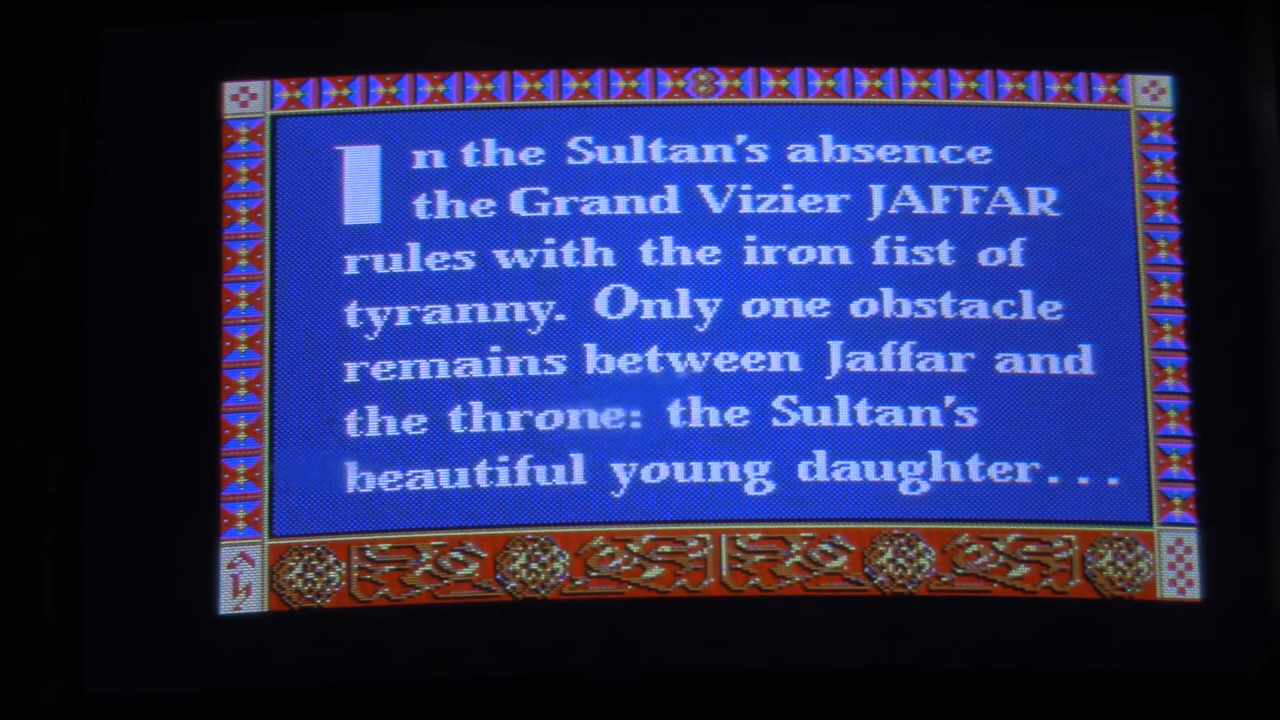 In the Sultan's absence
the Grand Vizier JAFFAR
rules with the iron fist of
tyranny. Only one obstacle
remains between Jaffar and
the throne: the Sultan's
beautiful young daughter...